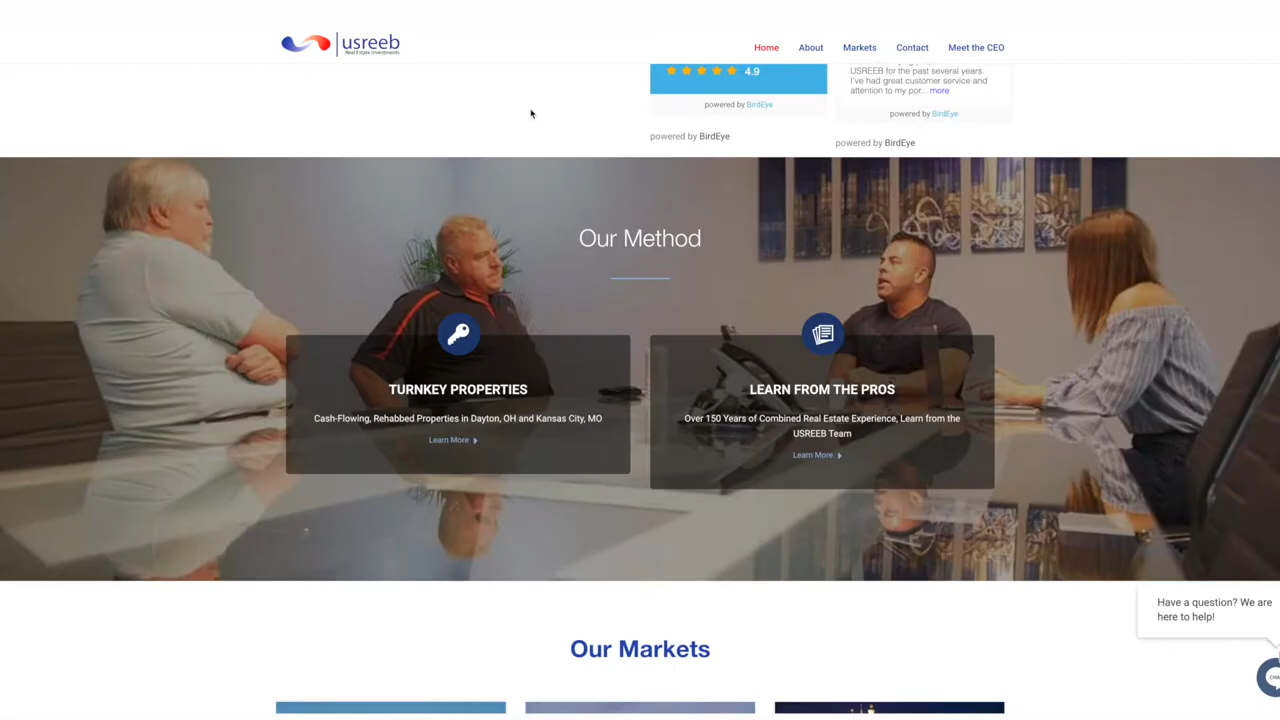 usreeb
Real Estate Investments
Home
About
Markets
Contact
Meet the CEO
4.9
powered by BirdEye
powered by BirdEye
USREEB for the past several years.
I've had great customer service and
attention to my por... more
powered by BirdEye
powered by BirdEye
Our Method
TURNKEY PROPERTIES
Cash-Flowing, Rehabbed Properties in Dayton, OH and Kansas City, MO
Learn More
LEARN FROM THE PROS
Over 150 Years of Combined Real Estate Experience, Learn from the
USREEB Team
Learn More
Our Markets
Have a question? We are
here to help!